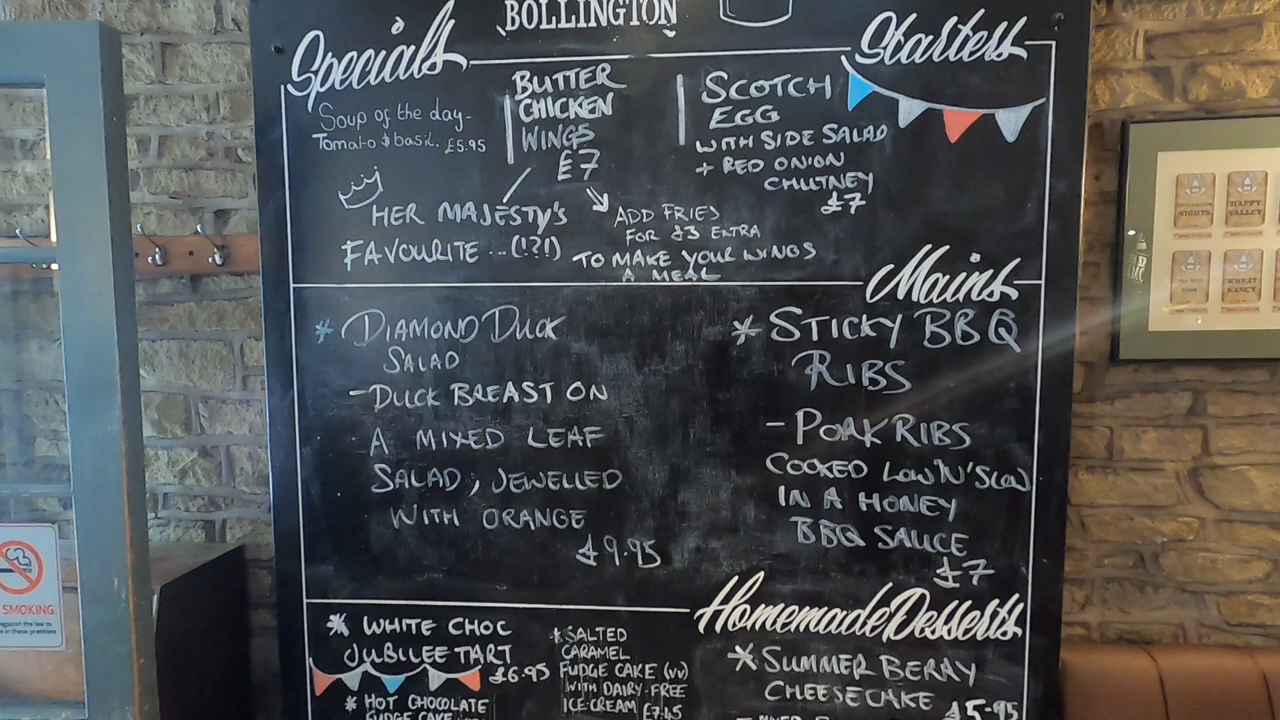 BOLLINGTON
Specials
Starters
Soup of the day-
Tomato & basil. £5.95
BUTTER
CHICKEN
WINGS
£7
HER MAJESTY'S
FAVOURITE ...(!?!)
ADD FRIES
FOR £3 EXTRA
TO MAKE YOUR WINGS
A MEAL
SCOTCH
EGG
WITH SIDE SALAD
+ RED ONION
CHUTNEY
£7
Mains
* DIAMOND DUCK
SALAD
- DUCK BREAST ON
A MIXED LEAF
SALAD, JEWELLED
WITH ORANGE
£9.95
* STICKY BBQ
RIBS
- PORK RIBS
COOKED LOW 'N' SLOW
IN A HONEY
BBQ SAUCE
£7
Homemade Desserts
* WHITE CHOC
JUBILEE TART
£6.95
* HOT CHOCOLATE
FUDGE CAKE
* SALTED
CARAMEL
FUDGE CAKE (VV)
WITH DAIRY-FREE
ICE-CREAM £7.45
* SUMMER BERRY
CHEESECAKE £5.95
SMOKING
NIGHTS
HAPPY
VALLEY
WHEAT
NANCY